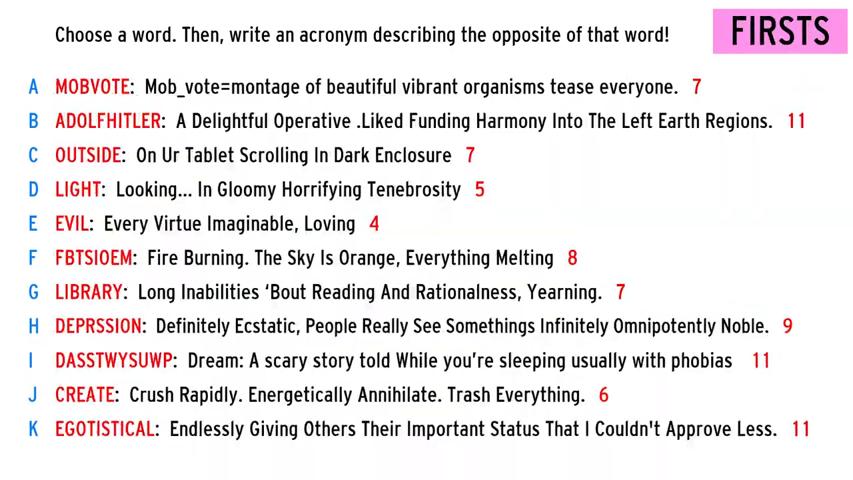 Choose a word. Then, write an acronym describing the opposite of that word!
FIRSTS
A MOBVOTE: Mob_vote=montage of beautiful vibrant organisms tease everyone. 7
B ADOLFHITLER: A Delightful Operative .Liked Funding Harmony Into The Left Earth Regions. 11
C OUTSIDE: On Ur Tablet Scrolling In Dark Enclosure 7
D LIGHT: Looking... In Gloomy Horrifying Tenebrosity 5
E EVIL: Every Virtue Imaginable, Loving 4
F FBTSIOEM: Fire Burning. The Sky Is Orange, Everything Melting 8
G LIBRARY: Long Inabilities ‘Bout Reading And Rationalness, Yearning. 7
H DEPRSSION: Definitely Ecstatic, People Really See Somethings Infinitely Omnipotently Noble. 9
I DASSTWYSUWP: Dream: A scary story told While you’re sleeping usually with phobias 11
J CREATE: Crush Rapidly. Energetically Annihilate. Trash Everything. 6
K EGOTISTICAL: Endlessly Giving Others Their Important Status That I Couldn't Approve Less. 11